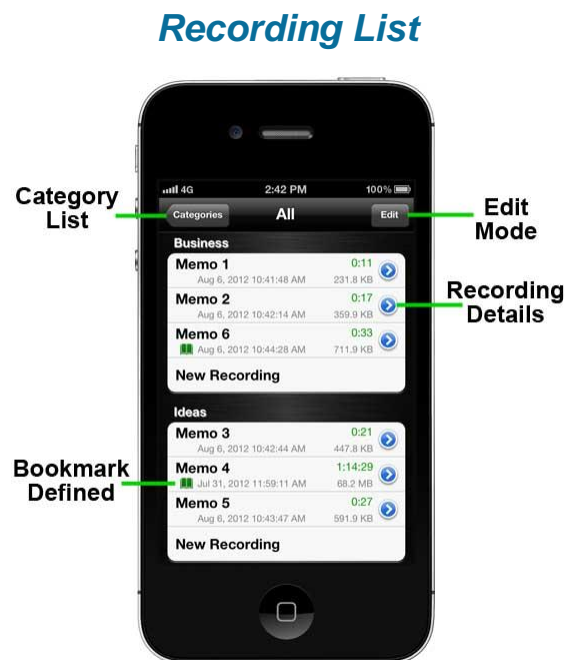 Recording List
4G 2:42 PM 100%
Categories All Edit
Category
List
Edit
Mode
Business
Memo 1 0:11
Aug 6, 2012 10:41:48 AM 231.8 KB
Memo 2 0:17
Aug 6, 2012 10:42:14 AM 359.9 KB
Recording
Details
Memo 6 0:33
Aug 6, 2012 10:44:28 AM 711.9 KB
New Recording
Ideas
Memo 3 0:21
Aug 6, 2012 10:42:44 AM 447.8 KB
Memo 4 1:14:29
Jul 31, 2012 11:59:11 AM 68.2 MB
Bookmark
Defined
Memo 5 0:27
Aug 6, 2012 10:43:47 AM 591.9 KB
New Recording